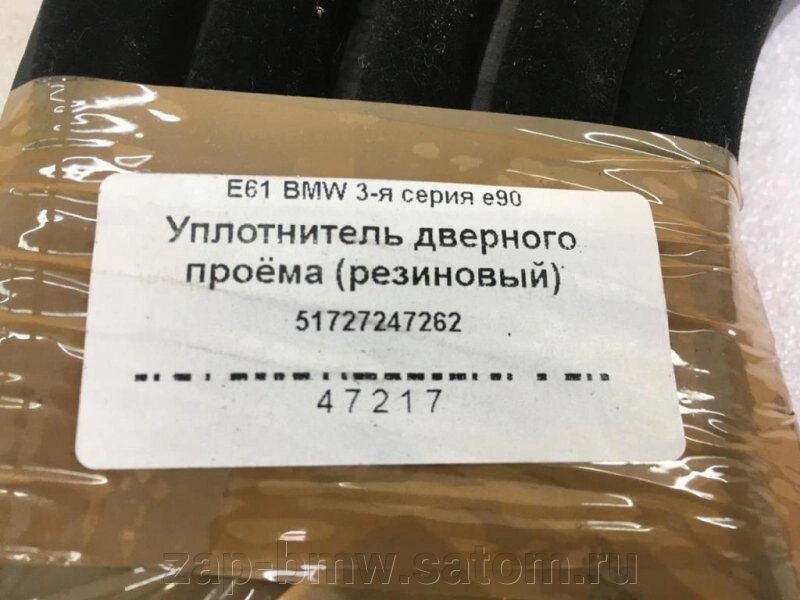 E61 BMW 3-я серия e90
Уплотнитель дверного
проёма (резиновый)
51727247262
47217
zap-bmw.satom.ru